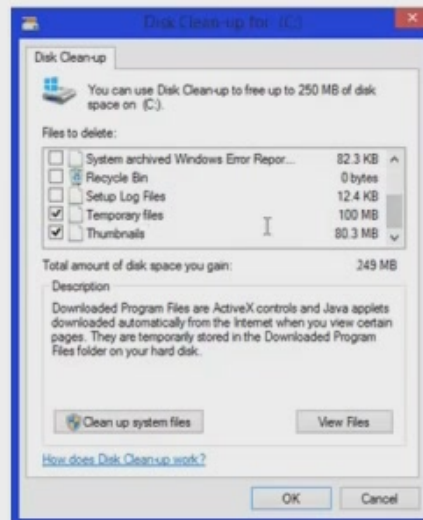 Disk Clean-up for (C:)
Disk Clean-up
You can use Disk Clean-up to free up to 250 MB of disk
space on (C:).
Files to delete:
System archived Windows Error Repor... 82.3 KB
Recycle Bin 0 bytes
Setup Log Files 12.4 KB
Temporary files 100 MB
Thumbnails 80.3 MB
Total amount of disk space you gain: 249 MB
Description
Downloaded Program Files are ActiveX controls and Java applets
downloaded automatically from the Internet when you view certain
pages. They are temporarily stored in the Downloaded Program
Files folder on your hard disk.
Clean up system files View Files
How does Disk Clean-up work?
OK Cancel